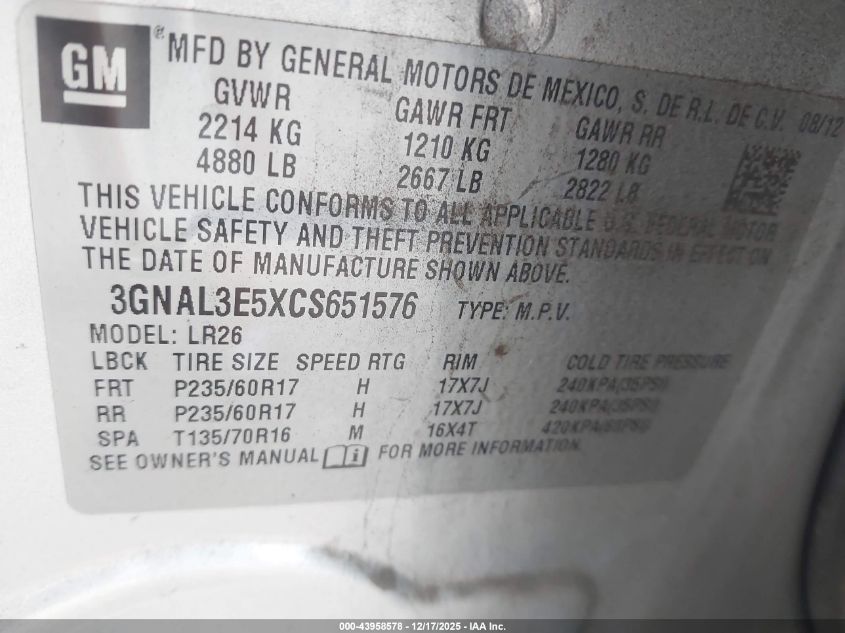 GM
® MFD BY GENERAL MOTORS DE MEXICO, S. DE R.L. DE C.V. 08/12
GVWR GAWR FRT GAWR RR
2214 KG 1210 KG 1280 KG
4880 LB 2667 LB 2822 LB
THIS VEHICLE CONFORMS TO ALL APPLICABLE U.S. FEDERAL MOTOR
VEHICLE SAFETY AND THEFT PREVENTION STANDARDS IN EFFECT ON
THE DATE OF MANUFACTURE SHOWN ABOVE.
3GNAL3E5XCS651576 TYPE: M.P.V.
MODEL: LR26
LBCK TIRE SIZE SPEED RTG RIM COLD TIRE PRESSURE
FRT P235/60R17 H 17X7J 240KPA(35PSI)
RR P235/60R17 H 17X7J 240KPA(35PSI)
SPA T135/70R16 M 16X4T 420KPA(60PSI)
SEE OWNER'S MANUAL i FOR MORE INFORMATION.
000-43958578 - 12/17/2025 - IAA Inc.